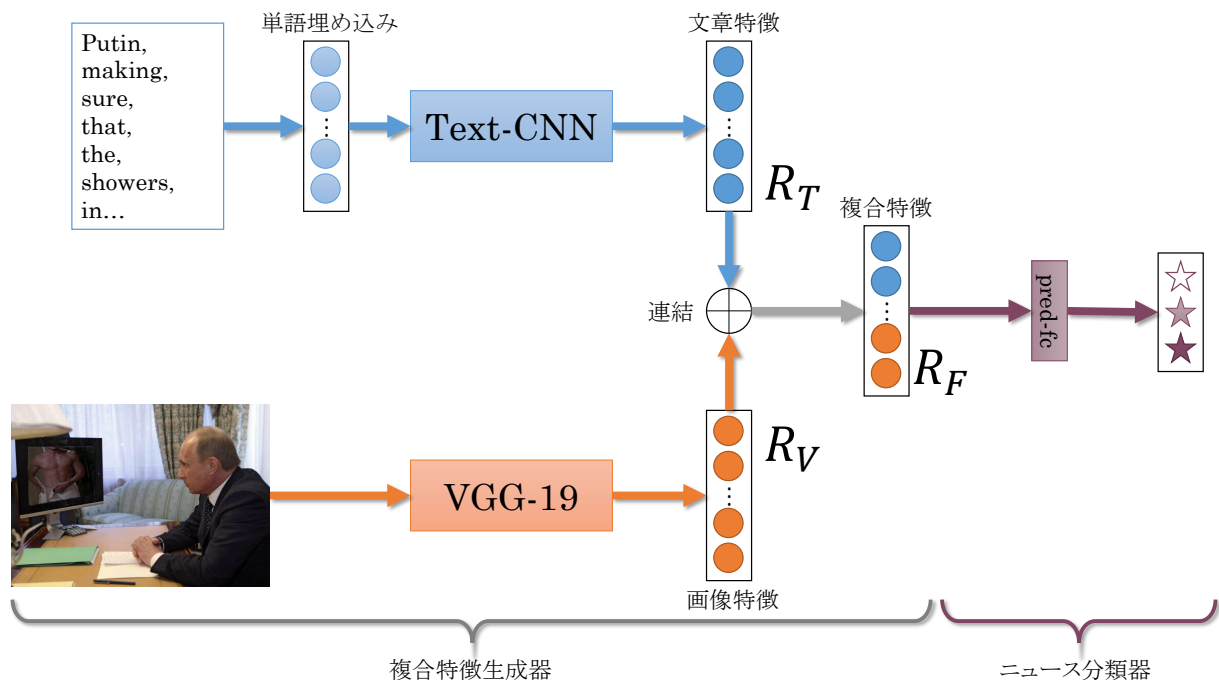 単語埋め込み
文章特徴
Putin,
making,
sure,
that,
the,
showers,
in…
Text-CNN
R_T
複合特徴
連結
pred-fc
R_F
R_V
VGG-19
画像特徴
複合特徴生成器
ニュース分類器